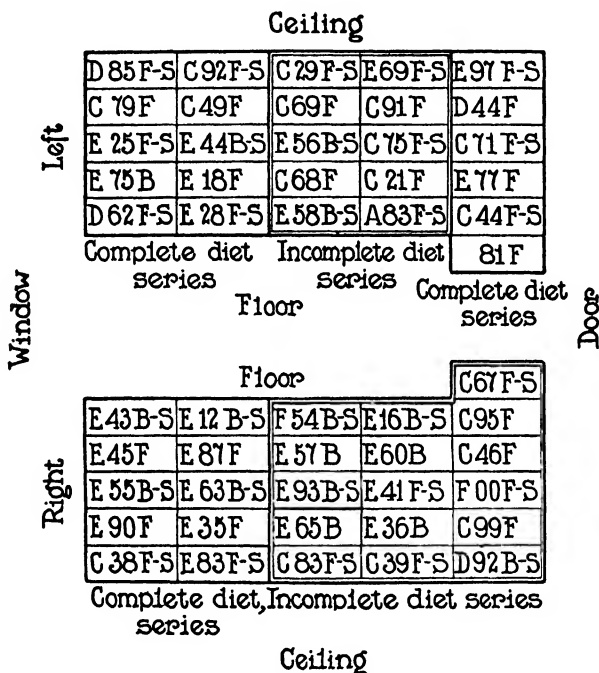 Ceiling
D 85 F-S C 92 F-S C 29 F-S E 69 F-S E 97 F-S
C 79 F C 49 F C 69 F C 91 F D 44 F
E 25 F-S E 44 B-S E 56 B-S C 75 F-S C 71 F-S
E 75 B E 18 F C 68 F C 21 F E 77 F
D 62 F-S E 28 F-S E 58 B-S A 83 F-S C 44 F-S
81 F
Left
Complete diet series
Incomplete diet series
Complete diet series
Floor
Window
Door
Floor
C 67 F-S
E 43 B-S E 12 B-S F 54 B-S E 16 B-S C 95 F
E 45 F E 87 F E 57 B E 60 B C 46 F
E 55 B-S E 63 B-S E 93 B-S E 41 F-S F 00 F-S
E 90 F E 35 F E 65 B E 36 B C 99 F
C 38 F-S E 83 F-S C 83 F-S C 39 F-S D 92 B-S
Right
Complete diet, Incomplete diet series
series
Ceiling